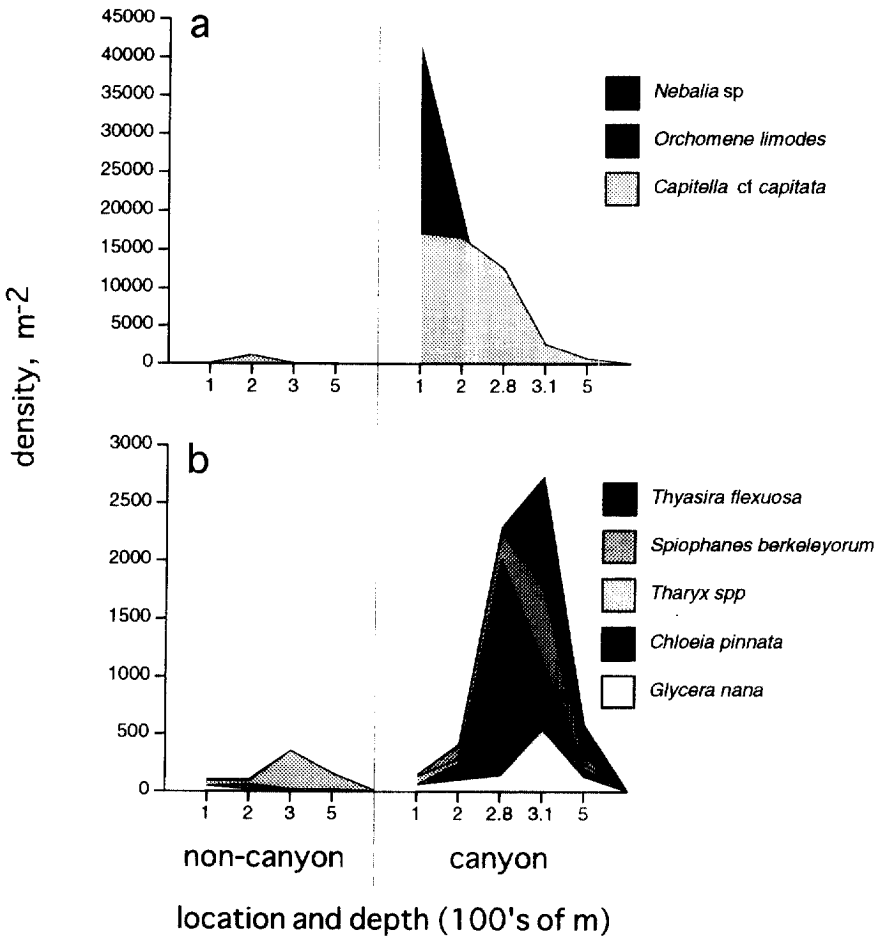 a
45000
40000
35000
30000
25000
20000
15000
10000
5000
0
1 2 3 5 1 2 2.8 3.1 5
Nebalia sp
Orchomene limodes
Capitella cf capitata
density, m-2
b
3000
2500
2000
1500
1000
500
0
1 2 3 5 1 2 2.8 3.1 5
Thyasira flexuosa
Spiophanes berkeleyorum
Tharyx spp
Chloeia pinnata
Glycera nana
non-canyon canyon
location and depth (100's of m)